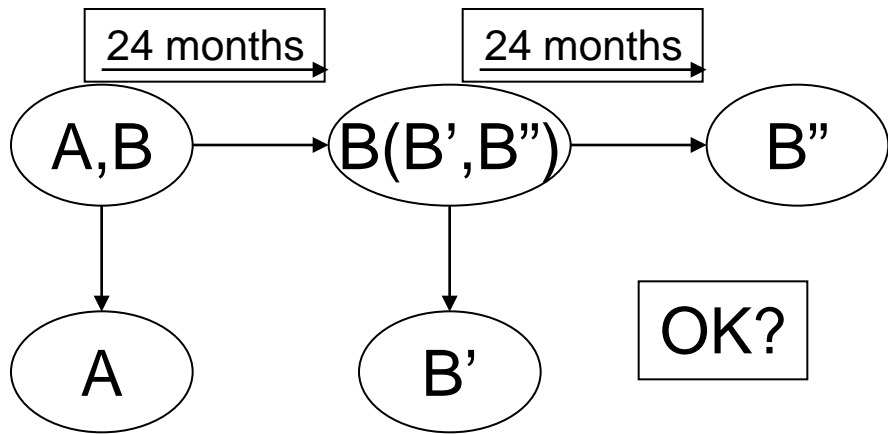 24 months
24 months
A,B
B(B’,B”)
B”
OK?
A
B’